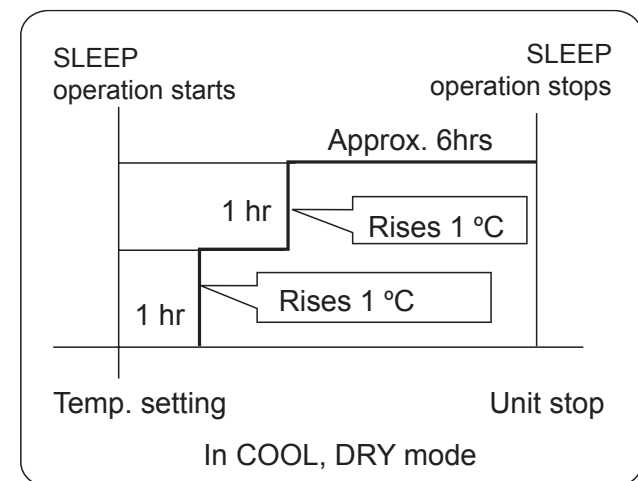 SLEEP
operation starts
SLEEP
operation stops
Approx. 6hrs
1 hr
Rises 1 ºC
1 hr
Rises 1 ºC
Temp. setting
Unit stop
In COOL, DRY mode